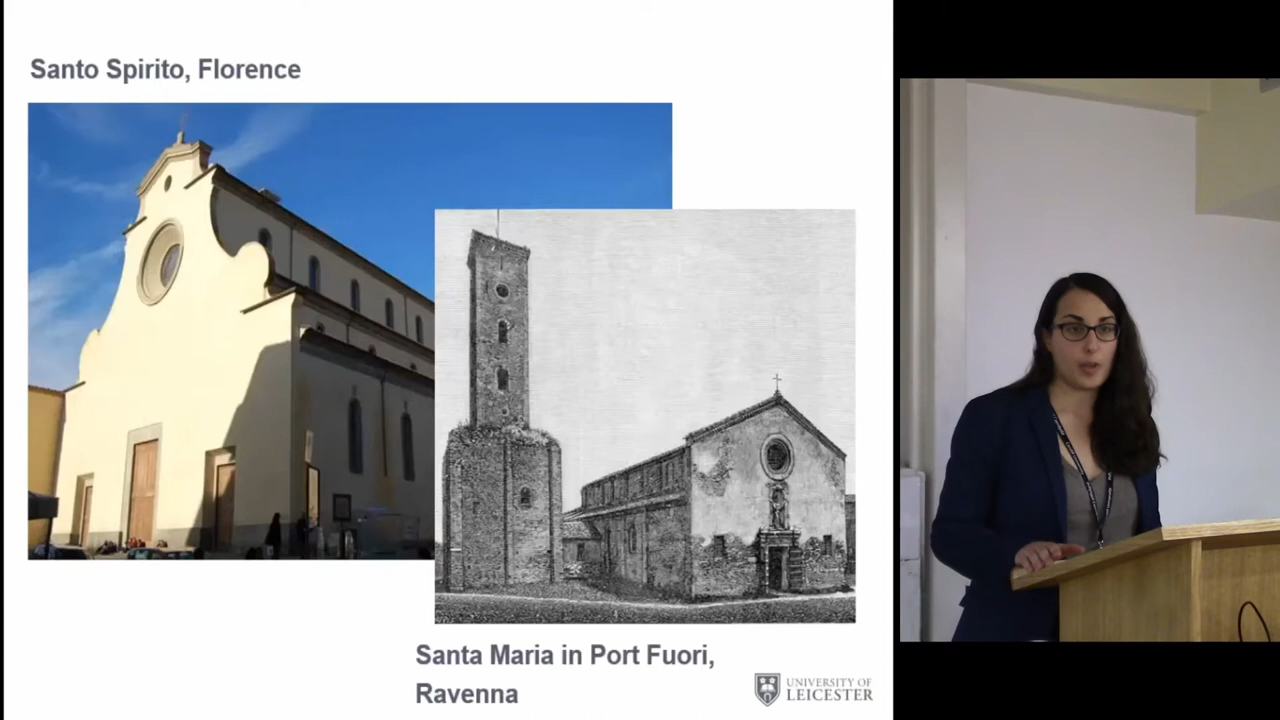 Santo Spirito, Florence
Santa Maria in Port Fuori,
Ravenna
UNIVERSITY OF
LEICESTER